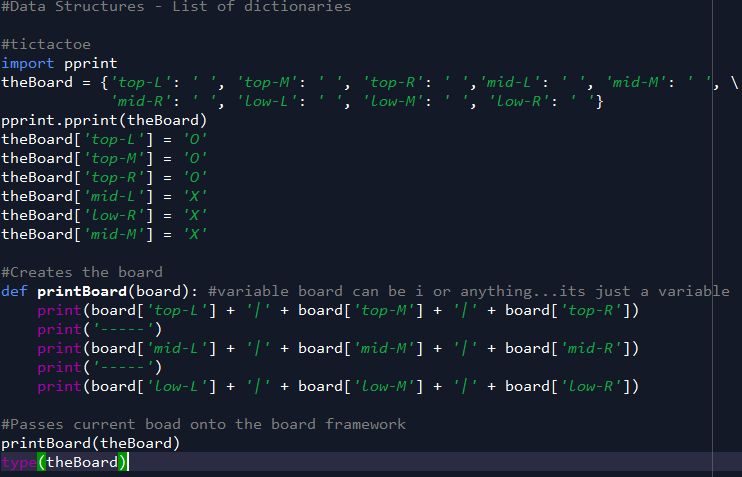 #Data Structures - List of dictionaries
#tictactoe
import pprint
theBoard = {'top-L': ' ', 'top-M': ' ', 'top-R': ' ','mid-L': ' ', 'mid-M': ' ', \
            'mid-R': ' ', 'low-L': ' ', 'low-M': ' ', 'low-R': ' '}
pprint.pprint(theBoard)
theBoard['top-L'] = 'O'
theBoard['top-M'] = 'O'
theBoard['top-R'] = 'O'
theBoard['mid-L'] = 'X'
theBoard['low-R'] = 'X'
theBoard['mid-M'] = 'X'
#Creates the board
def printBoard(board): #variable board can be i or anything...its just a variable
    print(board['top-L'] + '|' + board['top-M'] + '|' + board['top-R'])
    print('-----')
    print(board['mid-L'] + '|' + board['mid-M'] + '|' + board['mid-R'])
    print('-----')
    print(board['low-L'] + '|' + board['low-M'] + '|' + board['low-R'])
#Passes current boad onto the board framework
printBoard(theBoard)
type(theBoard)